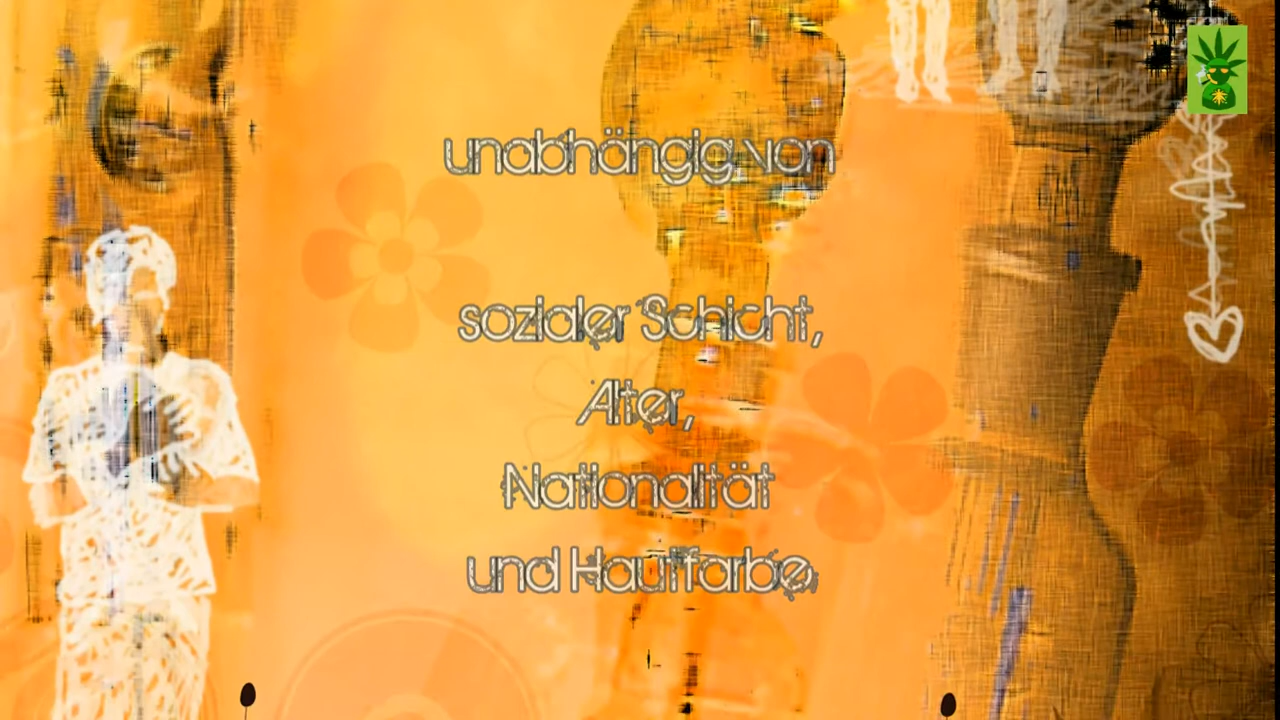 unabhängig von
sozialer Schicht,
Alter,
Nationalität
und Hautfarbe